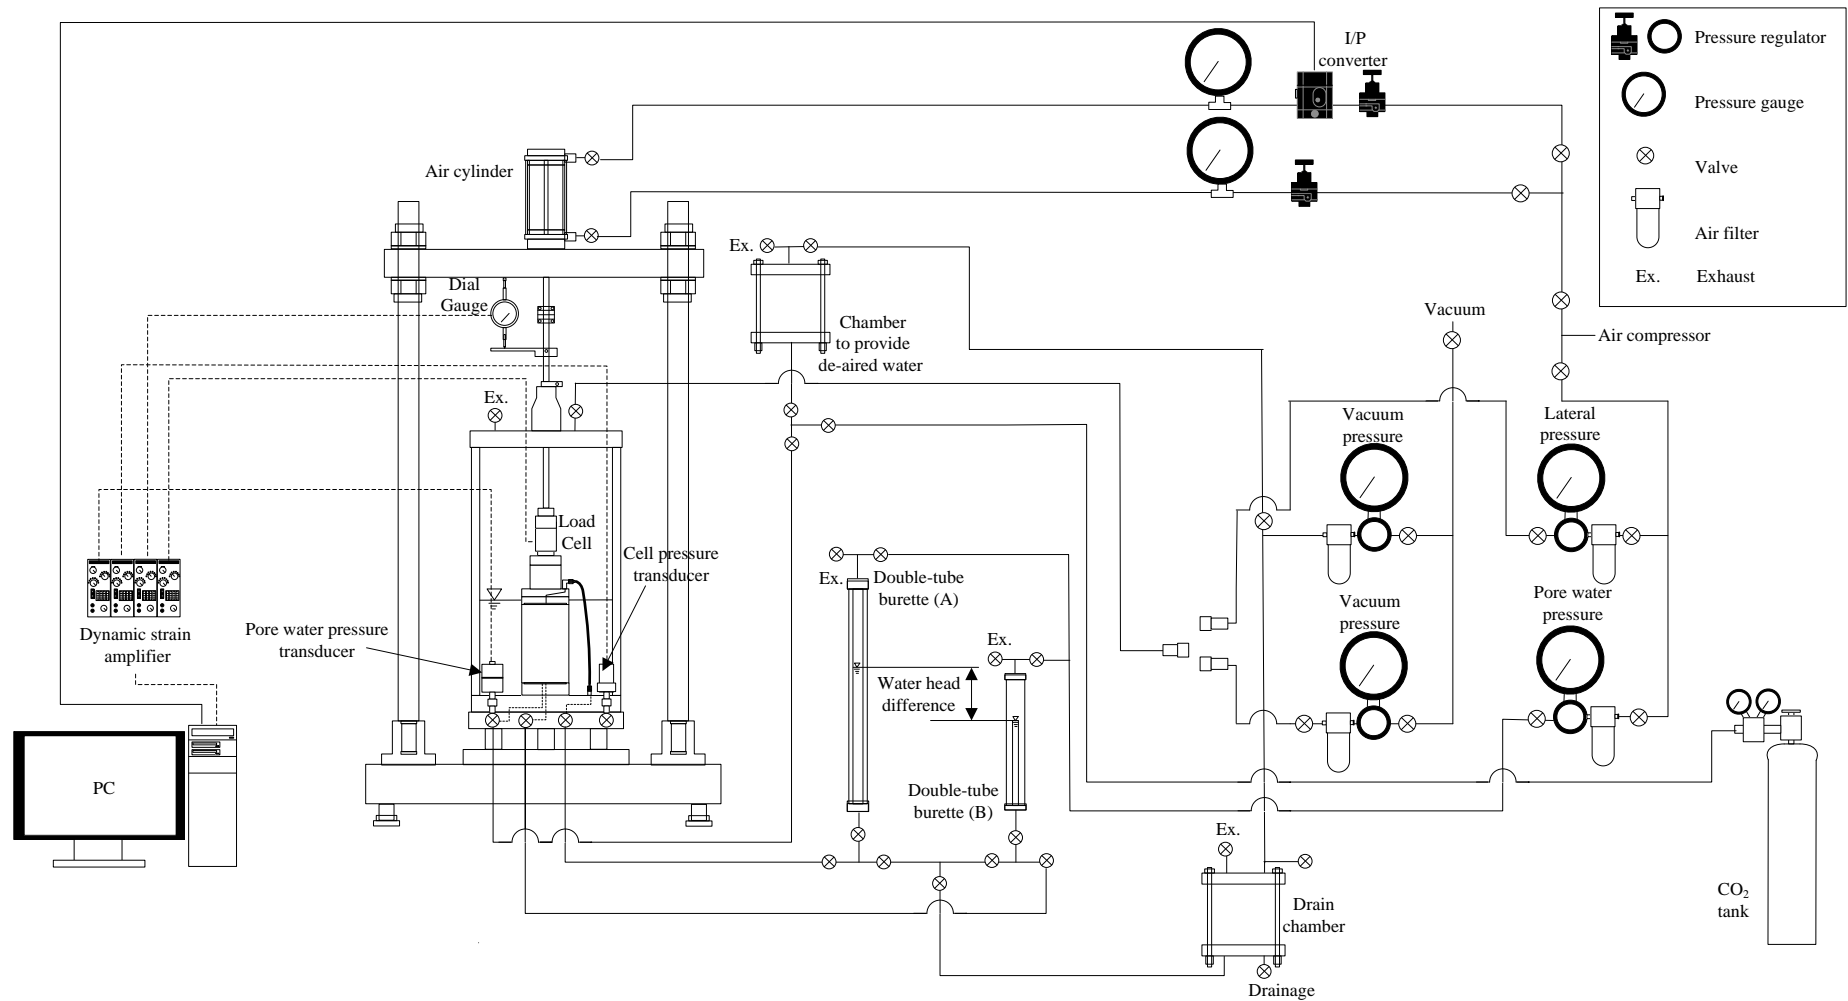 I/P
converter
Pressure regulator
Pressure gauge
Valve
Air filter
Ex.
Exhaust
Air cylinder
Ex.
Dial
Gauge
Chamber
to provide
de-aired water
Vacuum
Air compressor
Ex.
Vacuum
pressure
Lateral
pressure
Load
Cell
Cell pressure
transducer
Ex.
Double-tube
burette (A)
Vacuum
pressure
Pore water
pressure
Dynamic strain
amplifier
Pore water pressure
transducer
Ex.
Water head
difference
PC
Double-tube
burette (B)
Ex.
Drain
chamber
CO₂
tank
Drainage